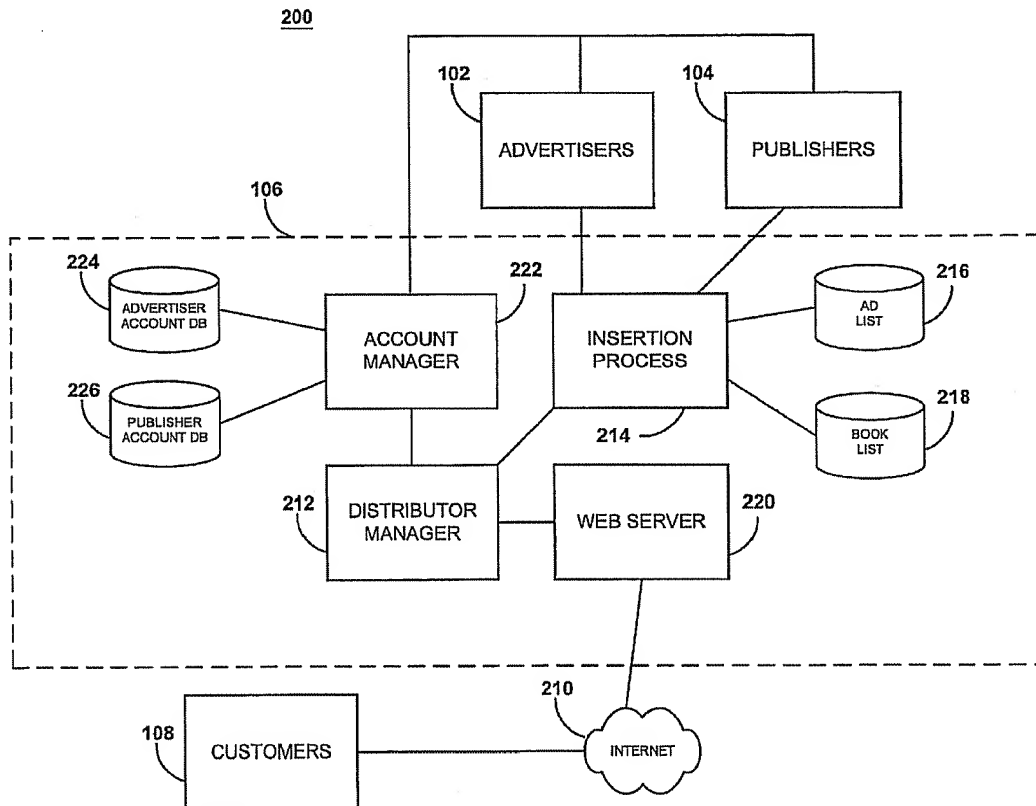 200
102
104
ADVERTISERS
PUBLISHERS
106
224
222
216
ADVERTISER
ACCOUNT DB
ACCOUNT
MANAGER
INSERTION
PROCESS
AD
LIST
226
PUBLISHER
ACCOUNT DB
214
218
BOOK
LIST
212
DISTRIBUTOR
MANAGER
WEB SERVER
220
210
108
CUSTOMERS
INTERNET